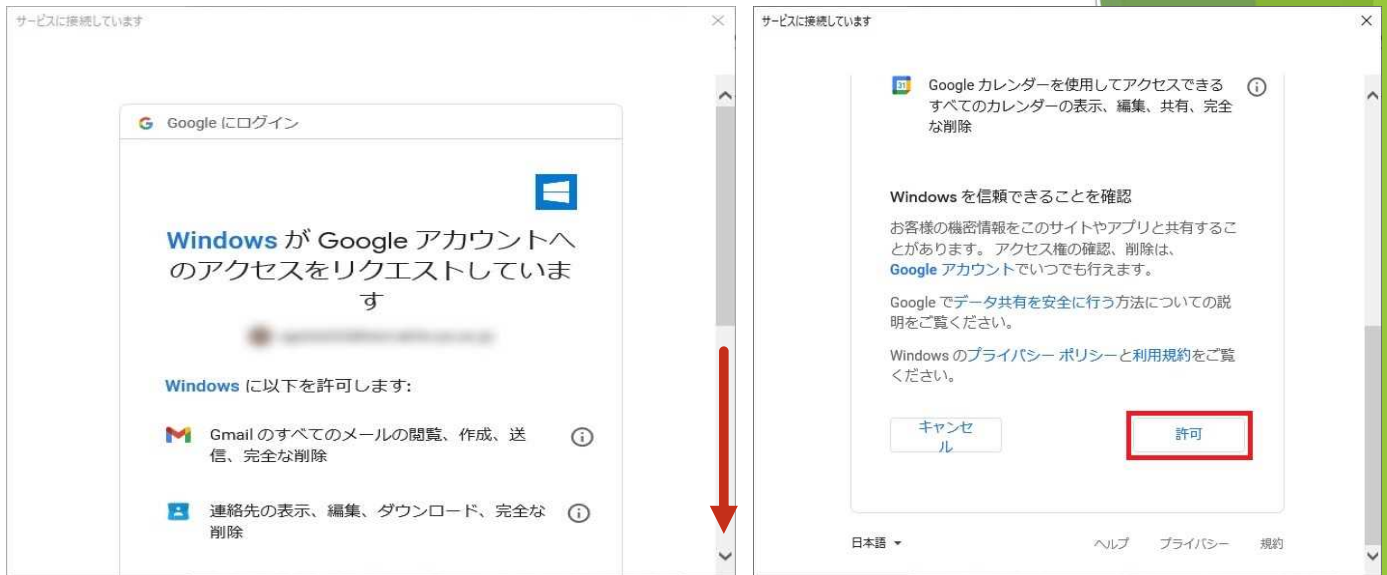 サービスに接続しています
Google にログイン
Windows が Google アカウントへ
のアクセスをリクエストしていま
す
Windows に以下を許可します:
Gmail のすべてのメールの閲覧、作成、送
信、完全な削除
連絡先の表示、編集、ダウンロード、完全な
削除
サービスに接続しています
31
Google カレンダーを使用してアクセスできる
すべてのカレンダーの表示、編集、共有、完全
な削除
Windows を信頼できることを確認
お客様の機密情報をこのサイトやアプリと共有するこ
とがあります。 アクセス権の確認、削除は、
Google アカウントでいつでも行えます。
Google でデータ共有を安全に行う方法についての説
明をご覧ください。
Windows のプライバシー ポリシーと利用規約をご覧
ください。
キャンセ
ル
許可
日本語
ヘルプ プライバシー 規約